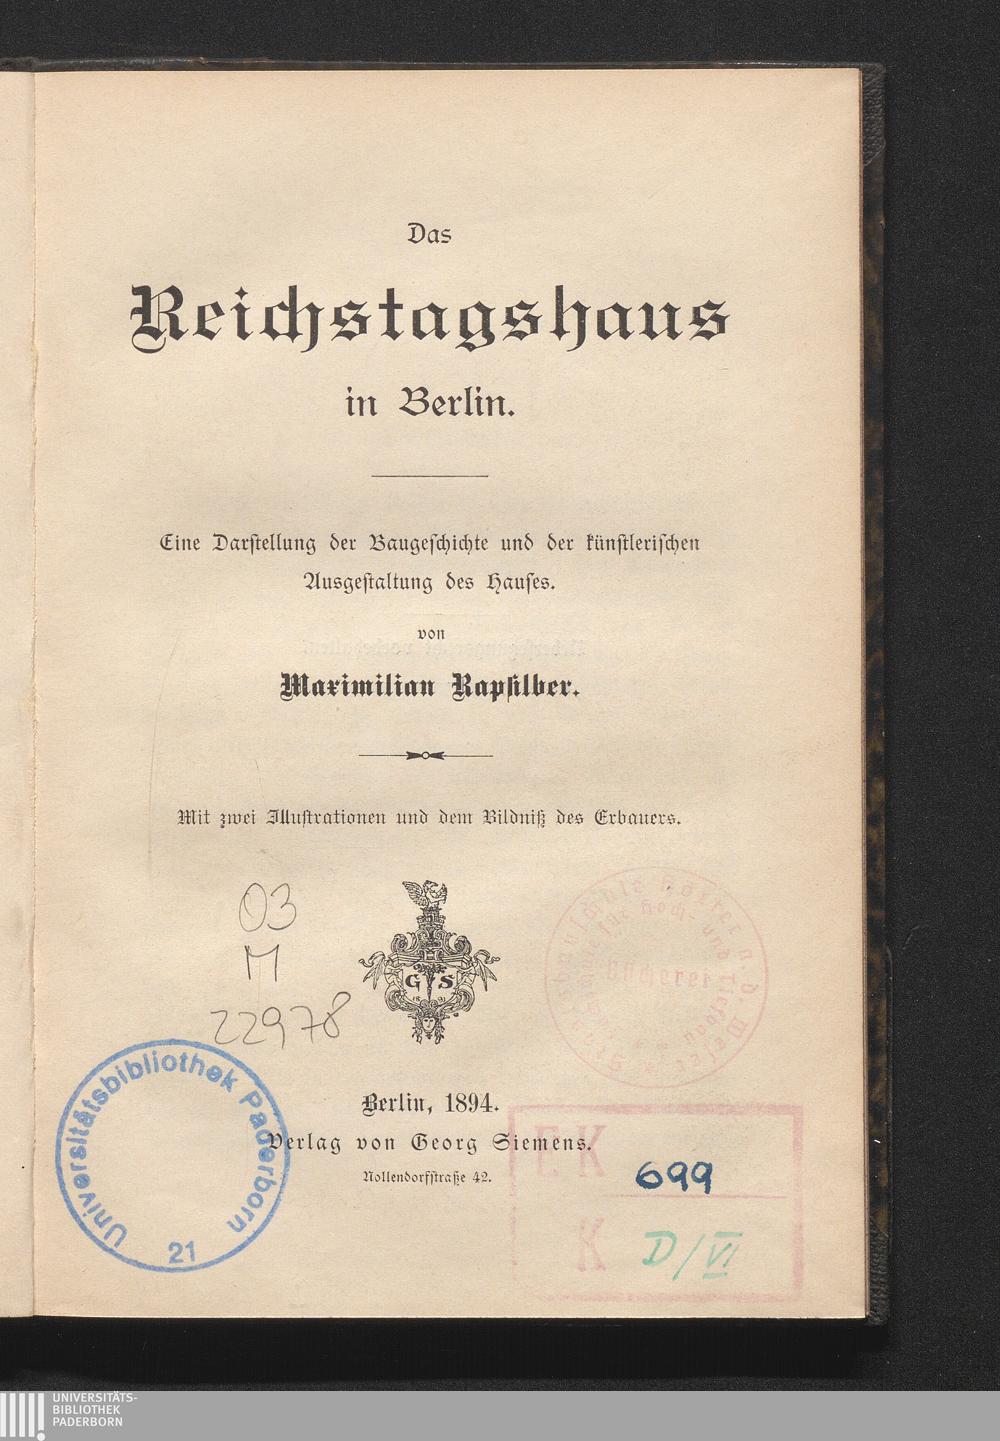 Das
Reichstagshaus
in Berlin.
Eine Darstellung der Baugeschichte und der künstlerischen
Ausgestaltung des Hauses.
von
Maximilian Rapsilber.
Mit zwei Illustrationen und dem Bildniß des Erbauers.
03
M
22978
G S
Bücherei
Universitätsbibliothek Paderborn
21
Berlin, 1894.
Verlag von Georg Siemens.
Nollendorfstraße 42.
EK
699
K
D/VI
UNIVERSITÄTS-
BIBLIOTHEK
PADERBORN